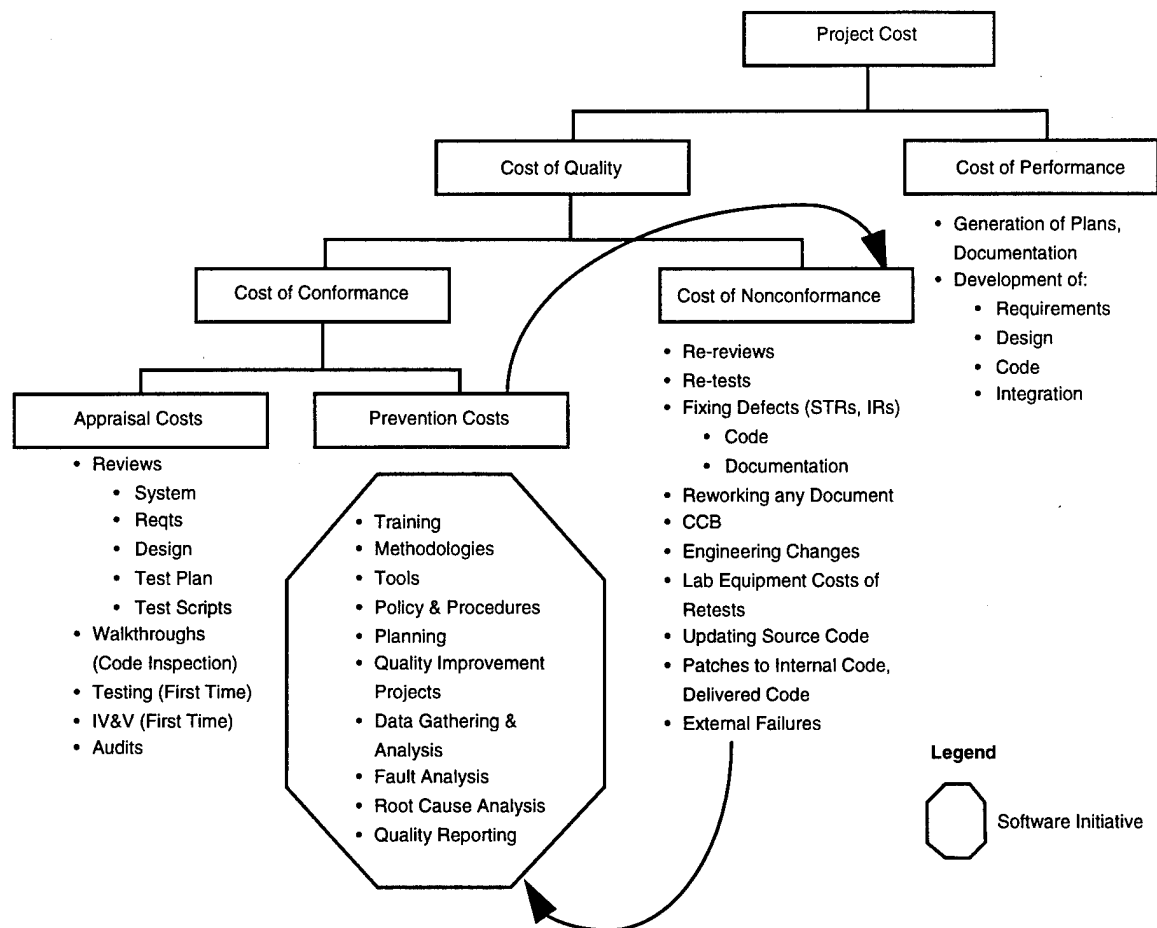 Project Cost
Cost of Quality
Cost of Performance
• Generation of Plans,
Documentation
• Development of:
• Requirements
• Design
• Code
• Integration
Cost of Conformance
Cost of Nonconformance
• Re-reviews
• Re-tests
• Fixing Defects (STRs, IRs)
• Code
• Documentation
• Reworking any Document
• CCB
• Engineering Changes
• Lab Equipment Costs of
Retests
• Updating Source Code
• Patches to Internal Code,
Delivered Code
• External Failures
Appraisal Costs
• Reviews
• System
• Reqts
• Design
• Test Plan
• Test Scripts
• Walkthroughs
(Code Inspection)
• Testing (First Time)
• IV&V (First Time)
• Audits
Prevention Costs
• Training
• Methodologies
• Tools
• Policy & Procedures
• Planning
• Quality Improvement
Projects
• Data Gathering &
Analysis
• Fault Analysis
• Root Cause Analysis
• Quality Reporting
Legend
Software Initiative